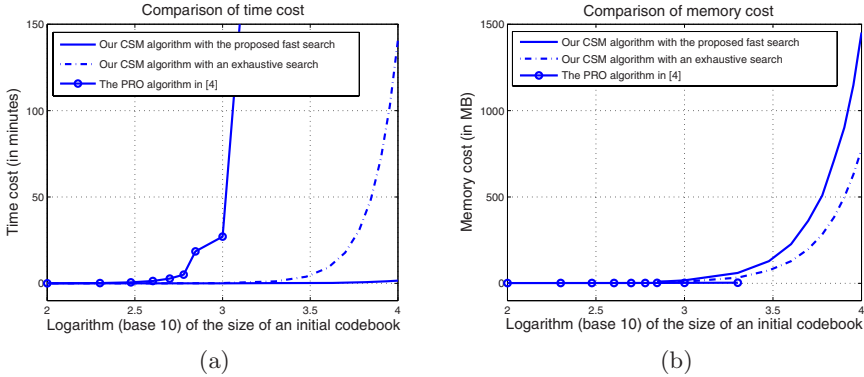 Comparison of time cost
150
100
50
0
2
2.5
3
3.5
4
Time cost (in minutes)
Logarithm (base 10) of the size of an initial codebook
Our CSM algorithm with the proposed fast search
Our CSM algorithm with an exhaustive search
The PRO algorithm in [4]
(a)
Comparison of memory cost
1500
1000
500
0
2
2.5
3
3.5
4
Memory cost (in MB)
Logarithm (base 10) of the size of an initial codebook
Our CSM algorithm with the proposed fast search
Our CSM algorithm with an exhaustive search
The PRO algorithm in [4]
(b)